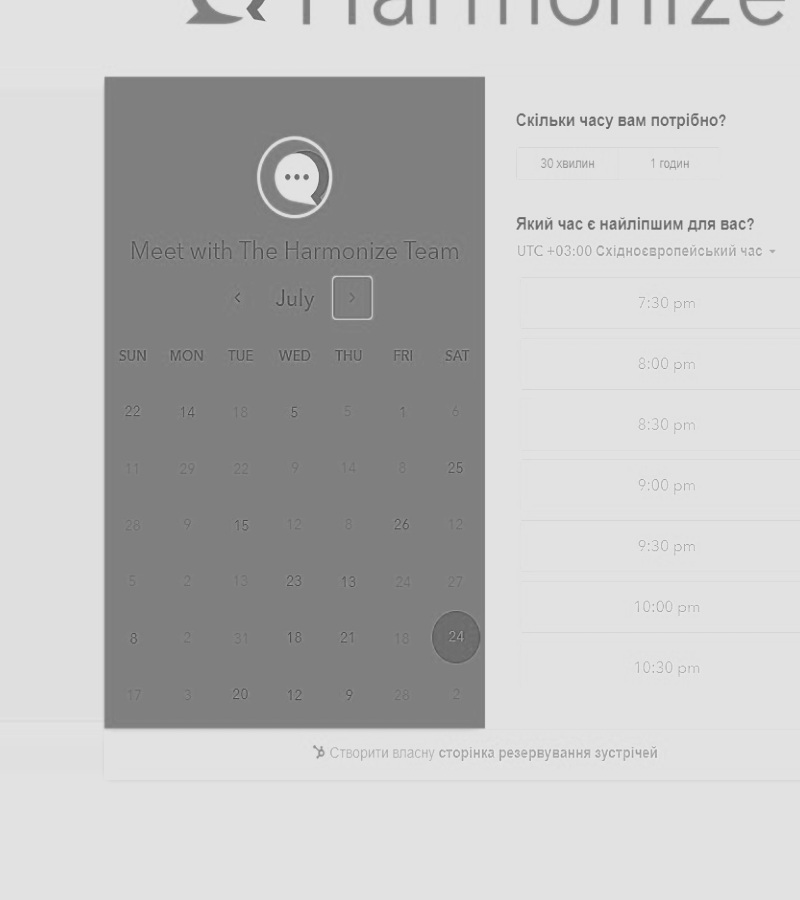 Harmonize
Meet with The Harmonize Team
July
SUN MON TUE WED THU FRI SAT
22 14 18 5 5 1 6
11 29 22 9 14 8 25
28 9 15 12 8 26 12
5 2 13 23 13 24 27
8 2 31 18 21 18 24
17 3 20 12 9 28 2
Скільки часу вам потрібно?
30 хвилин 1 годин
Який час є найліпшим для вас?
UTC +03:00 Східноєвропейський час
7:30 pm
8:00 pm
8:30 pm
9:00 pm
9:30 pm
10:00 pm
10:30 pm
Створити власну сторінка резервування зустрічей